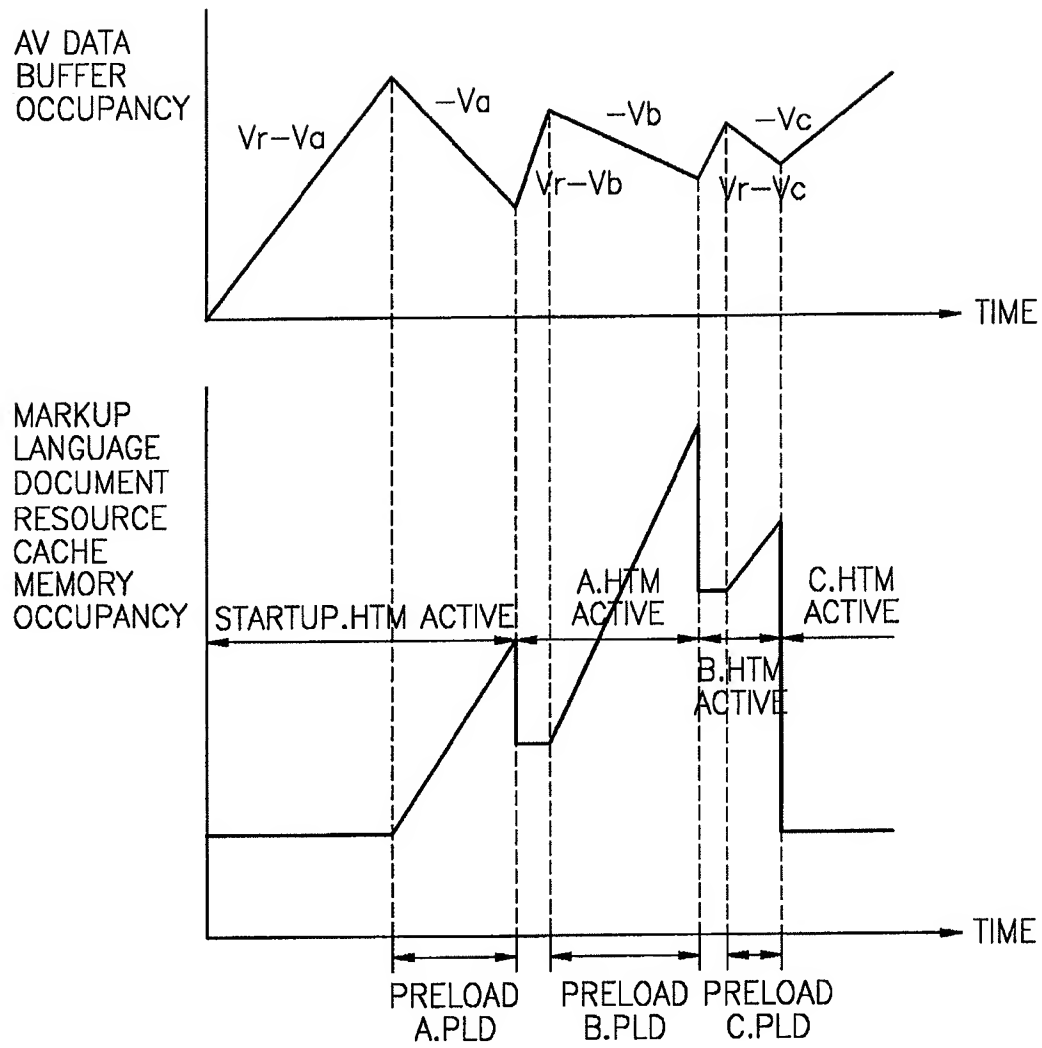 AV DATA
BUFFER
OCCUPANCY
Vr-Va
-Va
Vr-Vb
-Vb
Vr-Vc
-Vc
TIME
MARKUP
LANGUAGE
DOCUMENT
RESOURCE
CACHE
MEMORY
OCCUPANCY
STARTUP.HTM ACTIVE
A.HTM
ACTIVE
B.HTM
ACTIVE
C.HTM
ACTIVE
TIME
PRELOAD
A.PLD
PRELOAD
B.PLD
PRELOAD
C.PLD